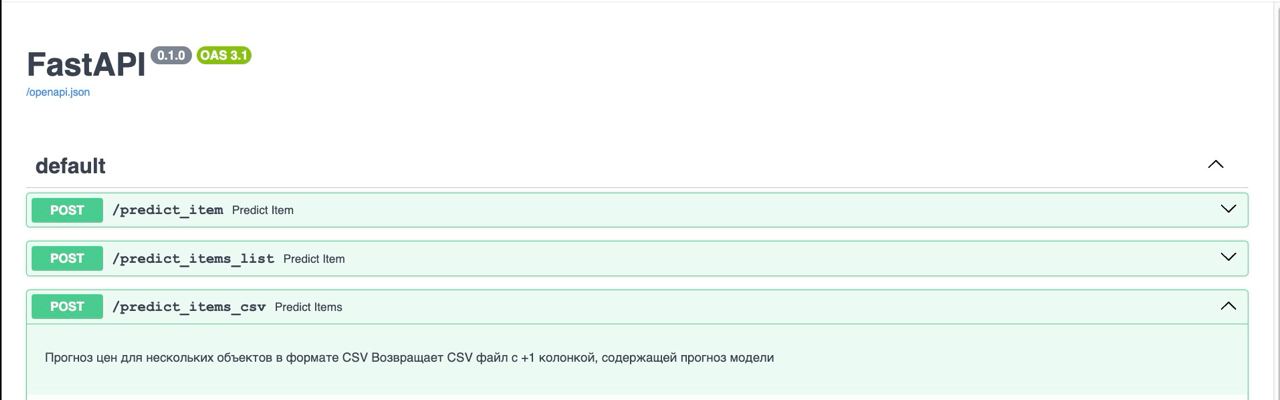 FastAPI 0.1.0 OAS 3.1
/openapi.json
default
POST /predict_item Predict Item
POST /predict_items_list Predict Item
POST /predict_items_csv Predict Items
Прогноз цен для нескольких объектов в формате CSV Возвращает CSV файл с +1 колонкой, содержащей прогноз модели